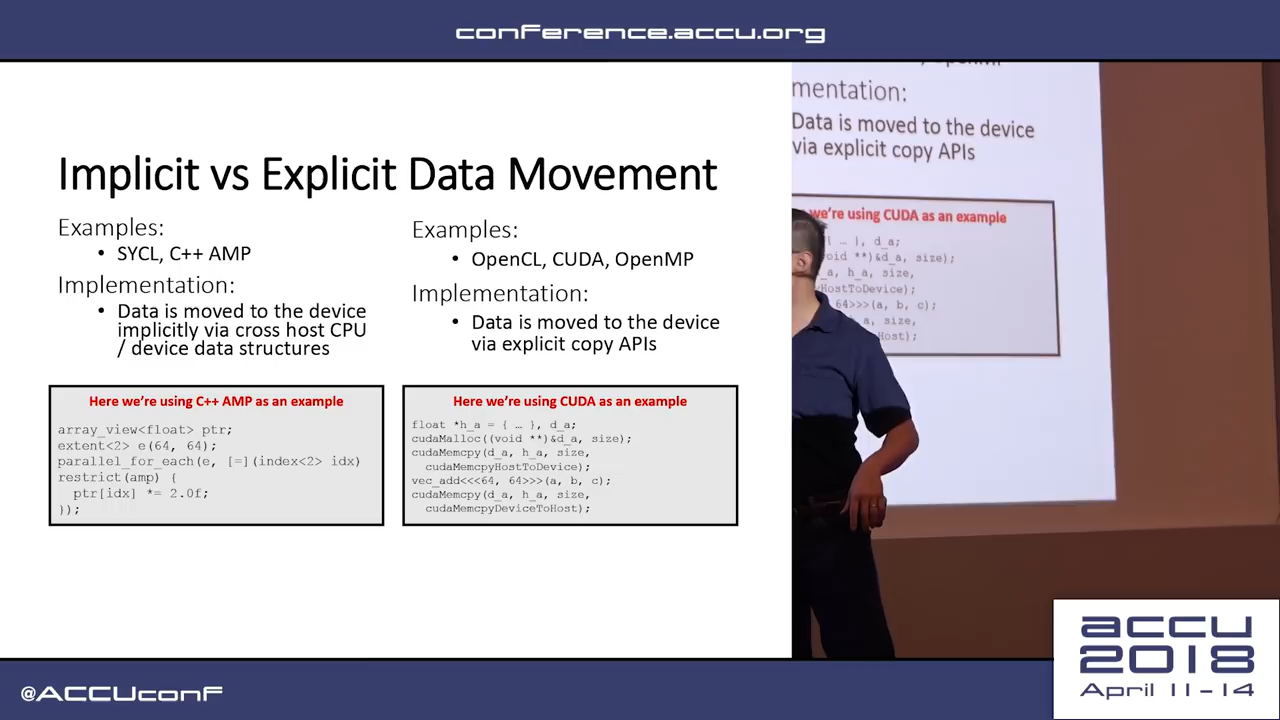 conference.accu.org
Implicit vs Explicit Data Movement
Examples:
• SYCL, C++ AMP
Implementation:
• Data is moved to the device
implicitly via cross host CPU
/ device data structures
Here we're using C++ AMP as an example
array_view<float> ptr;
extent<2> e(64, 64);
parallel_for_each(e, [=](index<2> idx)
restrict(amp) {
ptr[idx] *= 2.0f;
});
Examples:
• OpenCL, CUDA, OpenMP
Implementation:
• Data is moved to the device
via explicit copy APIs
Here we're using CUDA as an example
float *h_a = { … }, d_a;
cudaMalloc((void **)&d_a, size);
cudaMemcpy(d_a, h_a, size,
cudaMemcpyHostToDevice);
vec_add<<<64, 64>>>(a, b, c);
cudaMemcpy(d_a, h_a, size,
cudaMemcpyDeviceToHost);
mentation:
Data is moved to the device
via explicit copy APIs
we're using CUDA as an example
{ … }, d_a;
oid **)&d_a, size);
a, h_a, size,
yHostToDevice);
64>>>(a, b, c);
a, size,
Host);
accu
2018
April 11-14
@ACCUconf